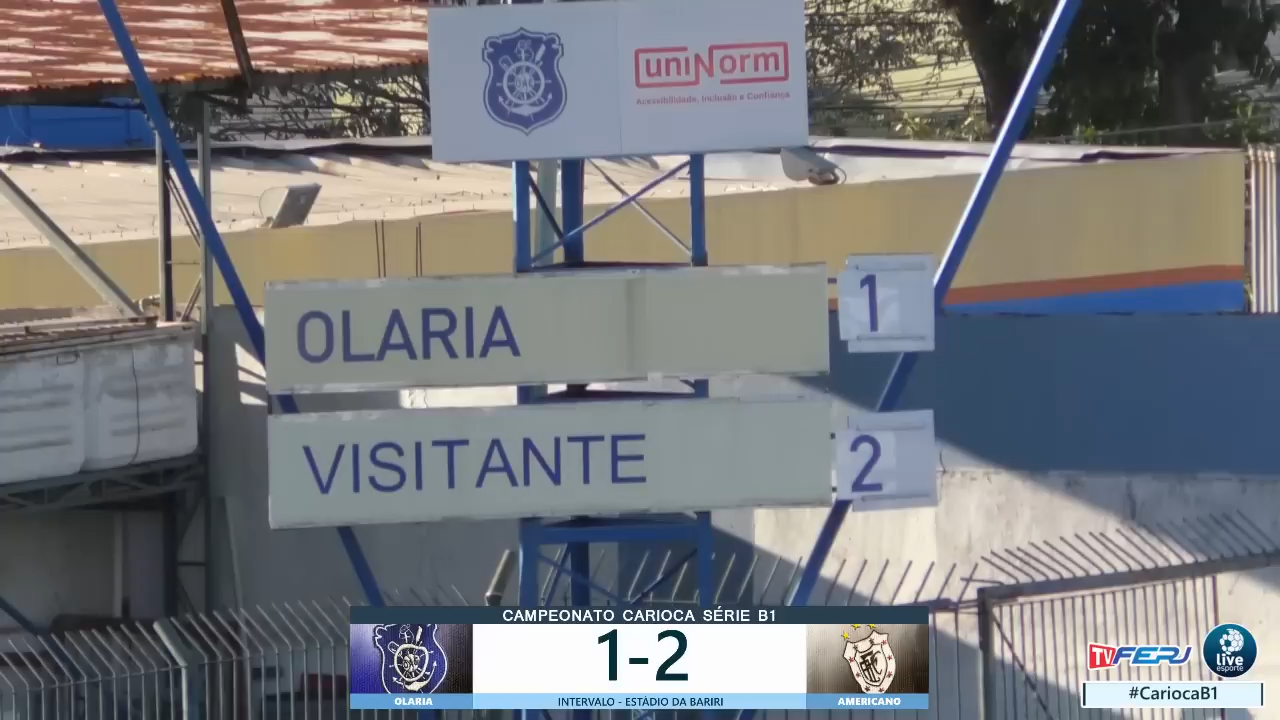 uniNorm
Acessibilidade, Inclusão e Confiança
OLARIA 1
VISITANTE 2
CAMPEONATO CARIOCA SÉRIE B1
1-2
OLARIA
INTERVALO - ESTÁDIO DA BARIRI
AMERICANO
TV FERJ
live
esporte
#CariocaB1